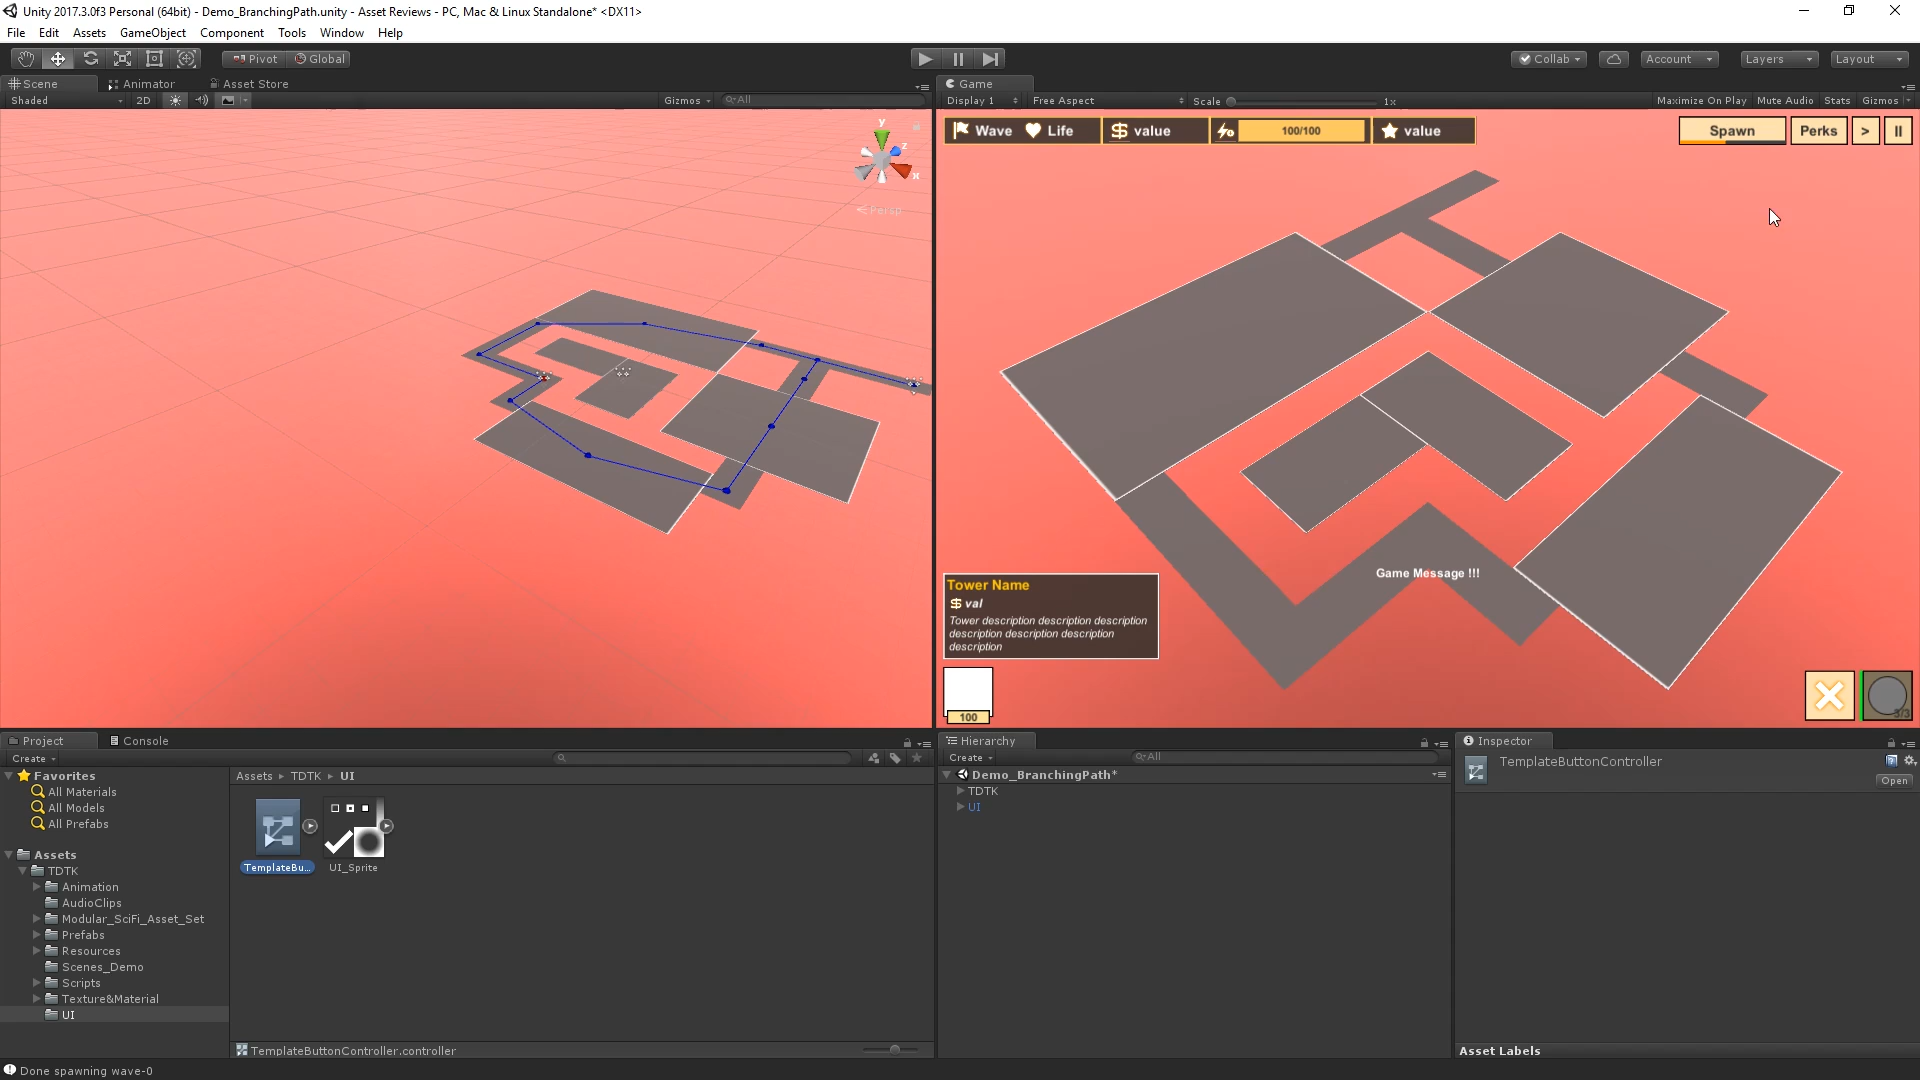 Unity 2017.3.0f3 Personal (64bit) - Demo_BranchingPath.unity - Asset Reviews - PC, Mac & Linux Standalone* <DX11>
File Edit Assets GameObject Component Tools Window Help
Pivot Global Collab Account Layers Layout
Scene Animator Asset Store
Shaded 2D Gizmos All
y
z
x
Persp
Game
Display 1 Free Aspect Scale 1x Maximize On Play Mute Audio Stats Gizmos
Wave Life value 100/100 value Spawn Perks > II
Game Message !!!
Tower Name
$ val
Tower description description description
description description description
description
100
3/3
Project Console
Create
Favorites
All Materials
All Models
All Prefabs
Assets
TDTK
Animation
AudioClips
Modular_SciFi_Asset_Set
Prefabs
Resources
Scenes_Demo
Scripts
Texture&Material
UI
Assets TDTK UI
TemplateBu...
UI_Sprite
TemplateButtonController.controller
Hierarchy
Create All
Demo_BranchingPath*
TDTK
UI
Inspector
TemplateButtonController
Open
Asset Labels
Done spawning wave-0